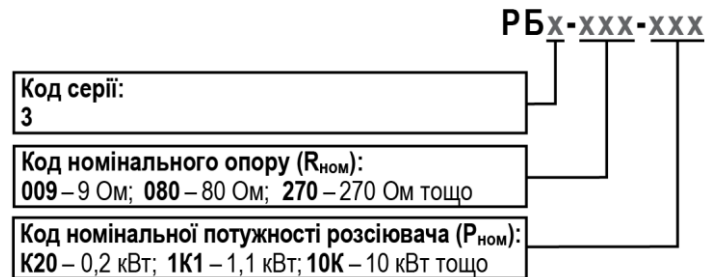 РБх-ххх-ххх
Код серії:
3
Код номінального опору (Rном):
009 – 9 Ом; 080 – 80 Ом; 270 – 270 Ом тощо
Код номінальної потужності розсіювача (Pном):
К20 – 0,2 кВт; 1К1 – 1,1 кВт; 10К – 10 кВт тощо